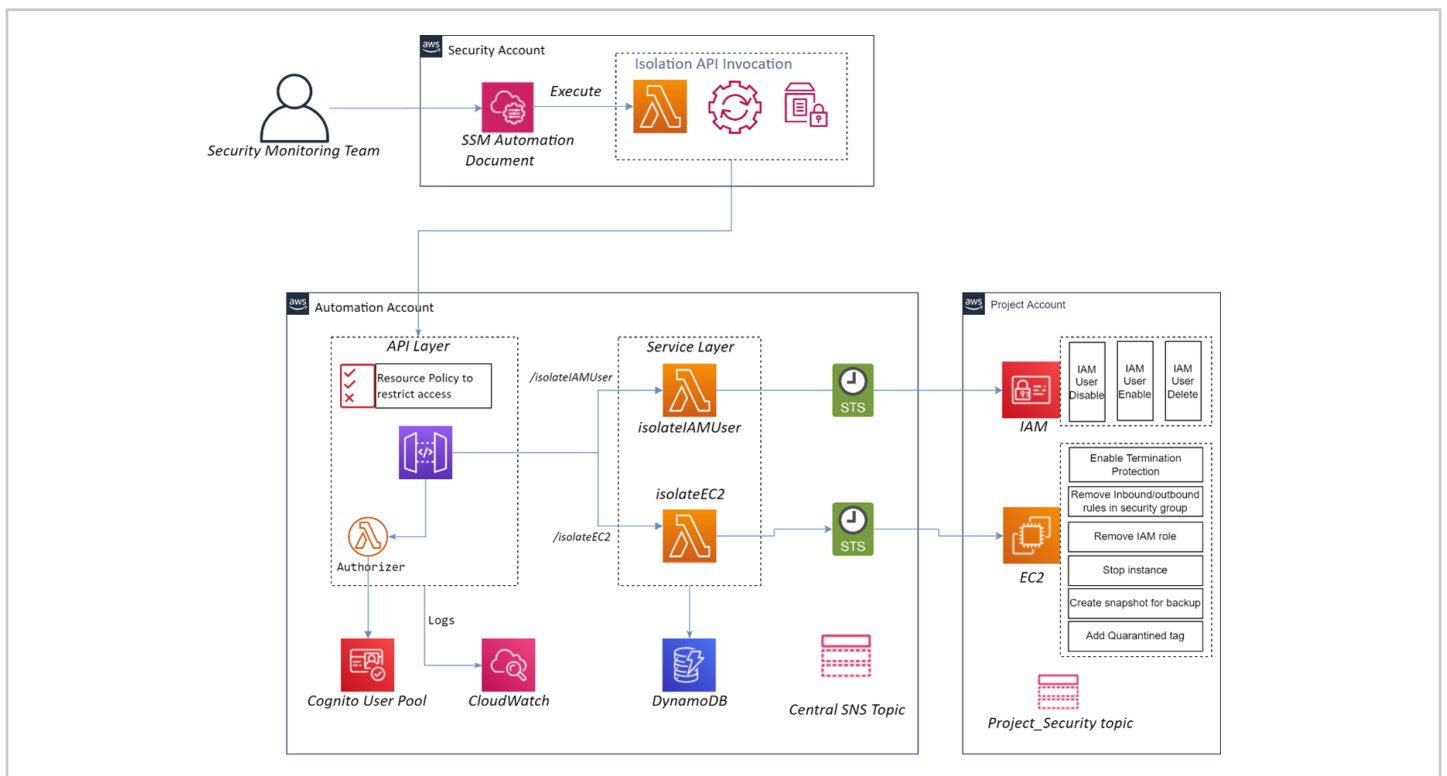 aws
Security Account
Isolation API Invocation
Execute
SSM Automation
Document
Security Monitoring Team
aws
Automation Account
API Layer
Resource Policy to
restrict access
Authorizer
Logs
Cognito User Pool
CloudWatch
/isolateIAMUser
/isolateEC2
Service Layer
isolateIAMUser
isolateEC2
DynamoDB
STS
STS
Central SNS Topic
aws
Project Account
IAM
IAM
User
Disable
IAM
User
Enable
IAM
User
Delete
EC2
Enable Termination
Protection
Remove Inbound/outbound
rules in security group
Remove IAM role
Stop instance
Create snapshot for backup
Add Quarantined tag
Project_Security topic